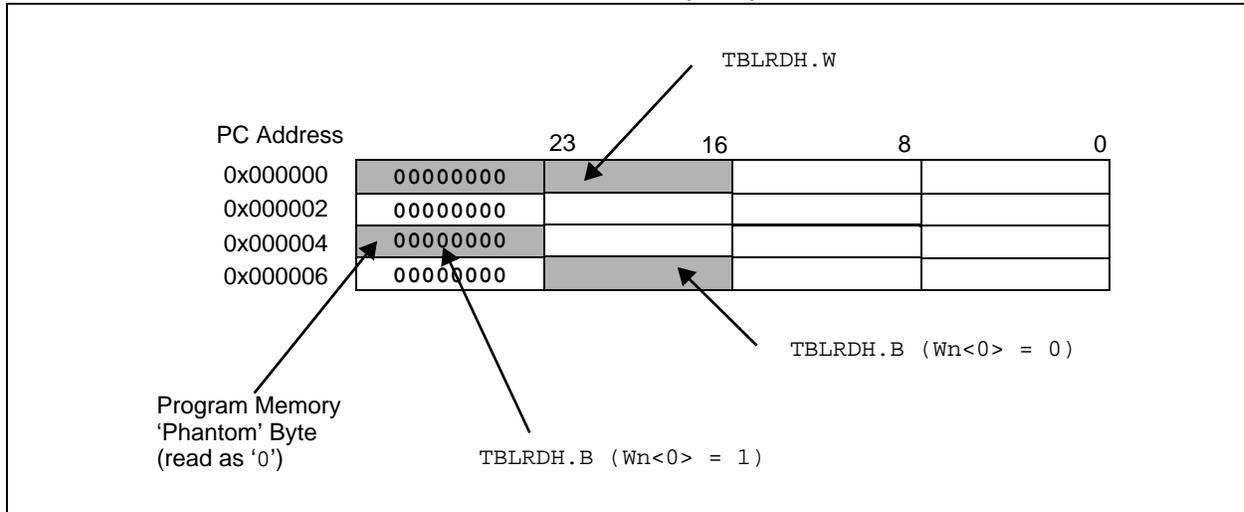 TBLRDH.W
PC Address
23 16 8 0
0x000000 00000000
0x000002 00000000
0x000004 00000000
0x000006 00000000
TBLRDH.B (Wn<0> = 0)
Program Memory
‘Phantom’ Byte
(read as ‘0’)
TBLRDH.B (Wn<0> = 1)